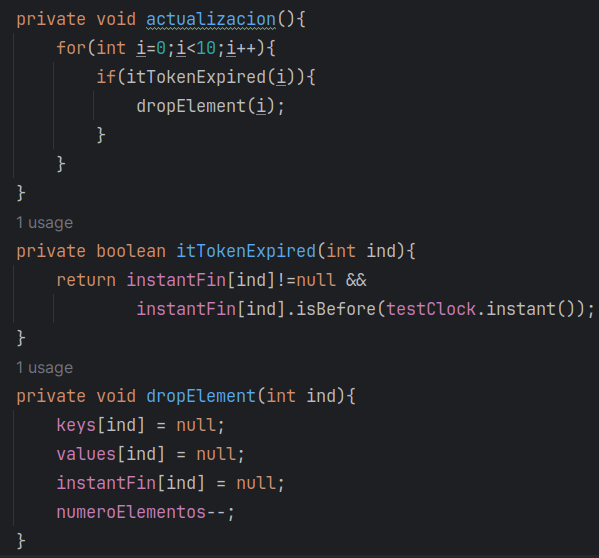 private void actualizacion(){
    for(int i=0;i<10;i++){
        if(itTokenExpired(i)){
            dropElement(i);
        }
    }
}
1 usage
private boolean itTokenExpired(int ind){
    return instantFin[ind]!=null &&
            instantFin[ind].isBefore(testClock.instant());
}
1 usage
private void dropElement(int ind){
    keys[ind] = null;
    values[ind] = null;
    instantFin[ind] = null;
    numeroElementos--;
}